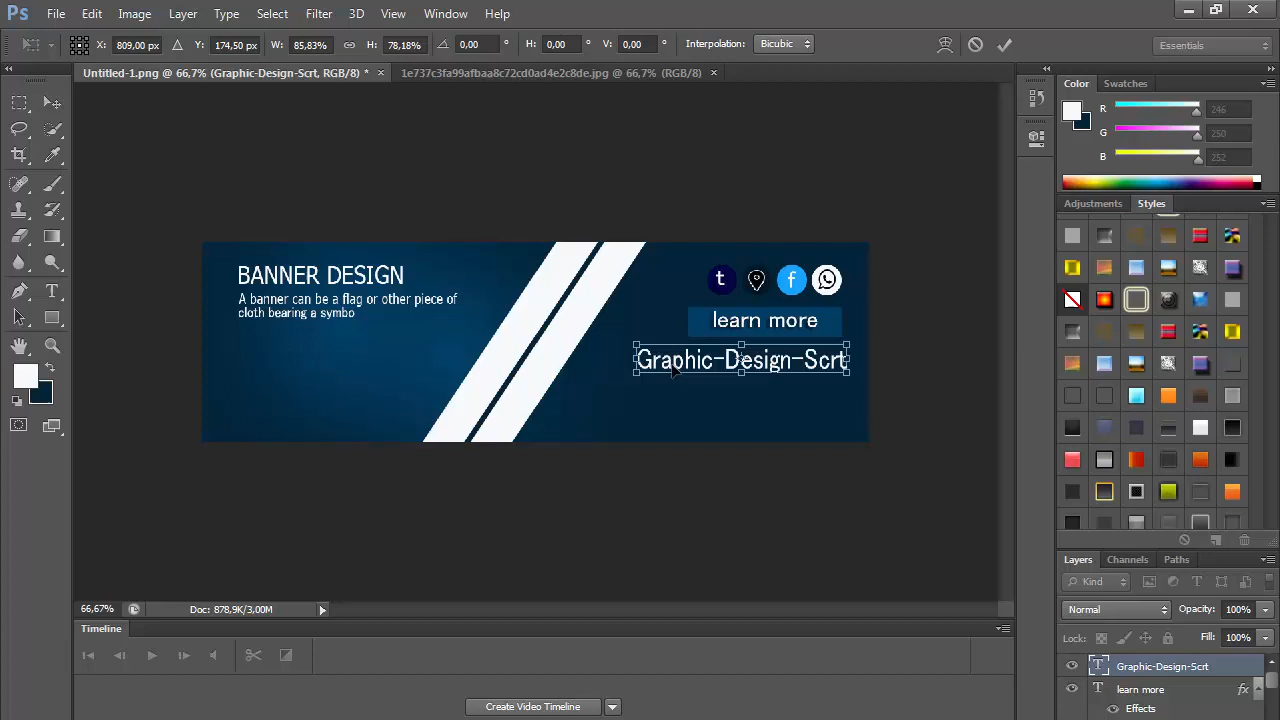 Ps File Edit Image Layer Type Select Filter 3D View Window Help
X: 809,00 px Y: 174,50 px W: 85,83% H: 78,18% 0,00 ° H: 0,00 ° V: 0,00 ° Interpolation: Bicubic Essentials
Untitled-1.png @ 66,7% (Graphic-Design-Scrt, RGB/8) * × 1e737c3fa99afbaa8c72cd0ad4e2c8de.jpg @ 66,7% (RGB/8) ×
Color Swatches
R 246
G 250
B 252
Adjustments Styles
BANNER DESIGN
A banner can be a flag or other piece of
cloth bearing a symbo
t f
learn more
Graphic-Design-Scrt
Layers Channels Paths
Kind
Normal Opacity: 100%
Lock: Fill: 100%
T Graphic-Design-Scrt
T learn more fx
Effects
66,67% Doc: 878,9K/3,00M
Timeline
Create Video Timeline